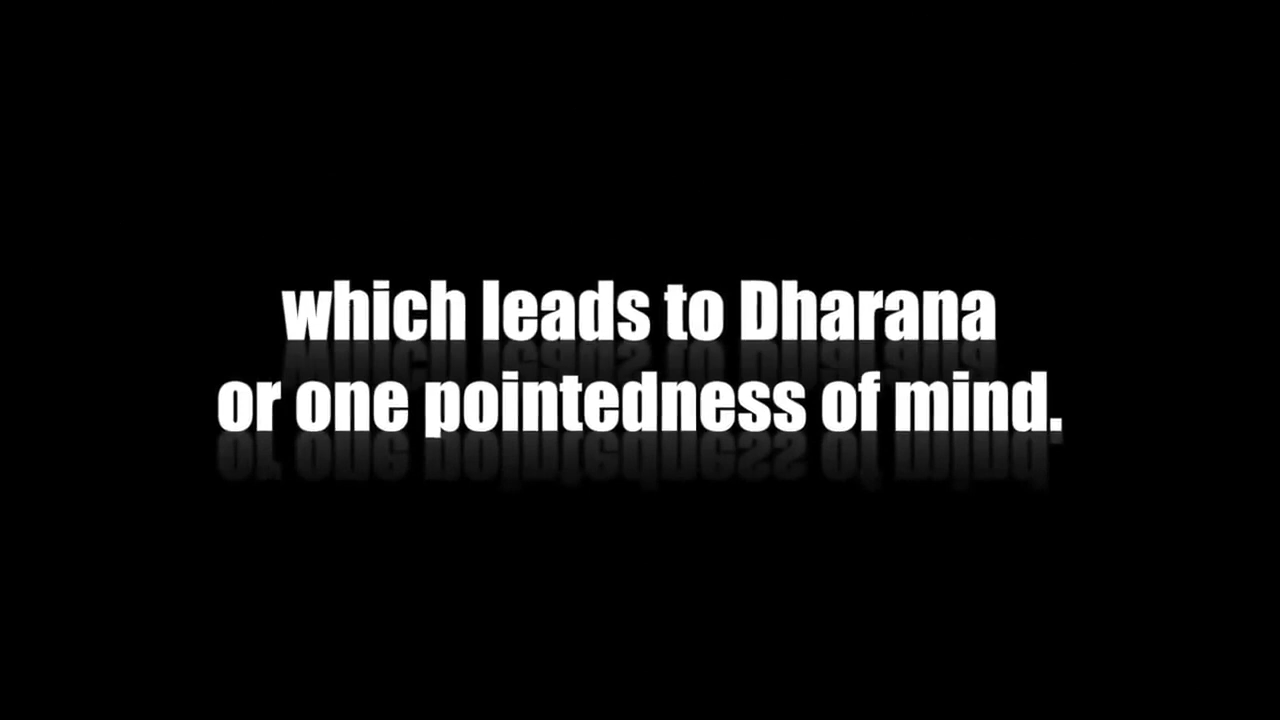 which leads to Dharana
or one pointedness of mind.